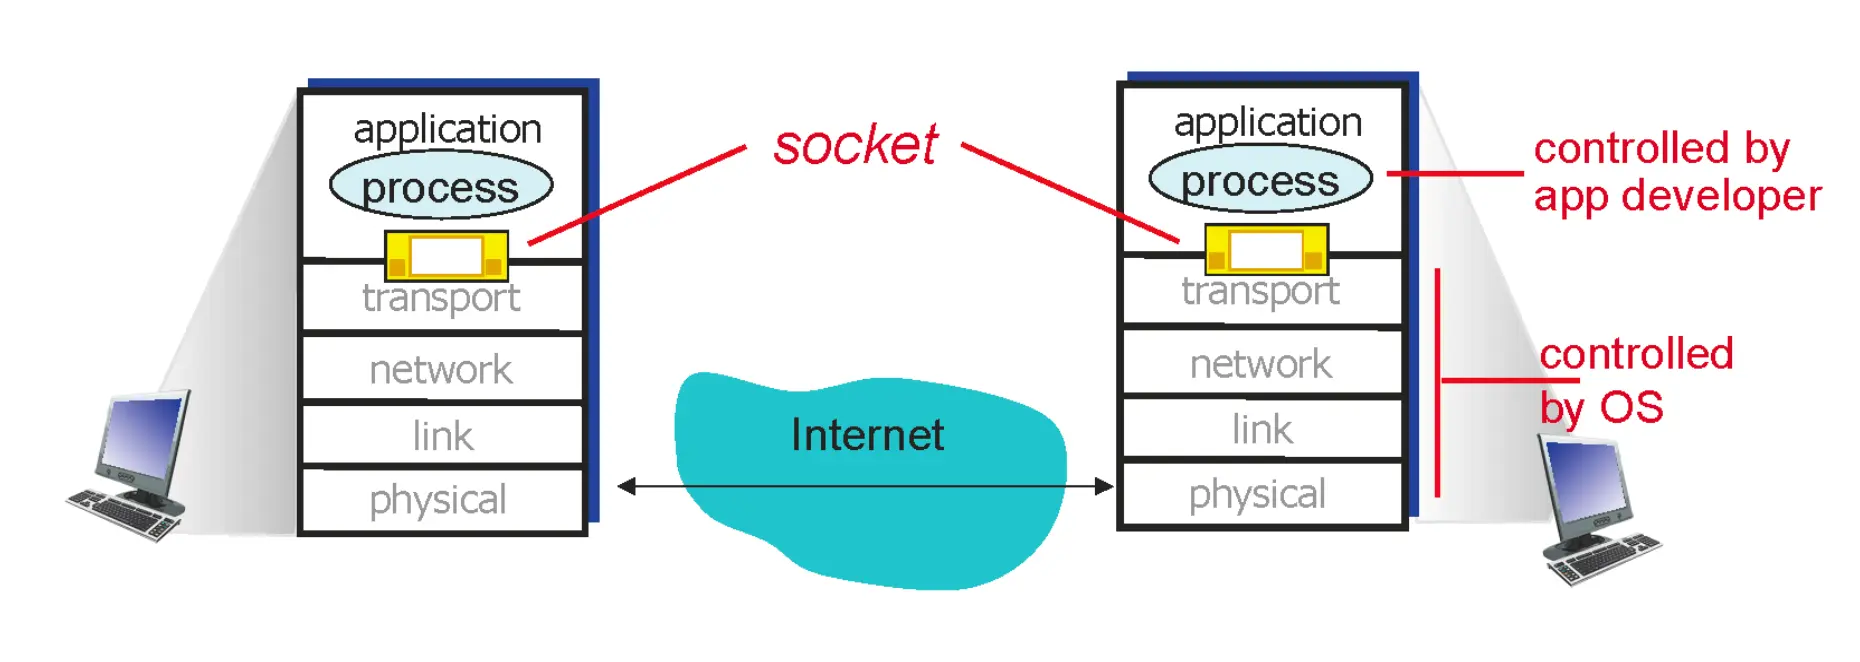 application
process
transport
network
link
physical
socket
Internet
application
process
transport
network
link
physical
controlled by
app developer
controlled
by OS